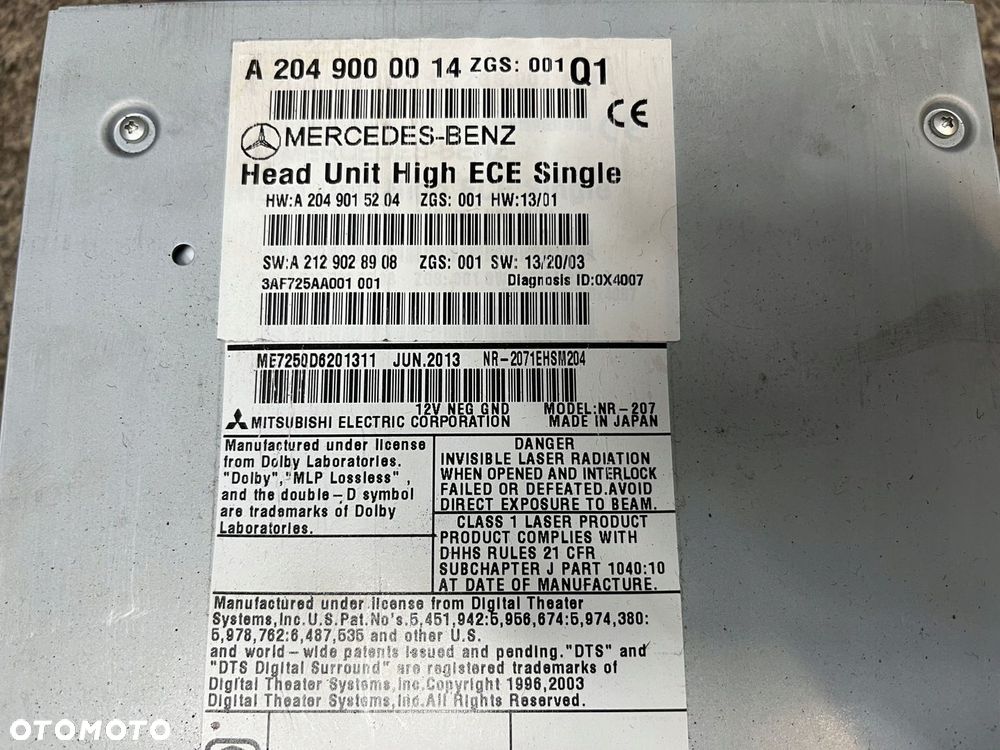 A 204 900 00 14 ZGS: 001 Q1
CE
MERCEDES-BENZ
Head Unit High ECE Single
HW:A 204 901 52 04 ZGS: 001 HW:13/01
SW:A 212 902 89 08 ZGS: 001 SW: 13/20/03
3AF725AA001 001 Diagnosis ID:0X4007
ME7250D6201311 JUN.2013 NR-2071EHSM204
12V NEG GND MODEL:NR-207
MITSUBISHI ELECTRIC CORPORATION MADE IN JAPAN
Manufactured under license
from Dolby Laboratories.
"Dolby","MLP Lossless",
and the double-D symbol
are trademarks of Dolby
Laboratories.
DANGER
INVISIBLE LASER RADIATION
WHEN OPENED AND INTERLOCK
FAILED OR DEFEATED.AVOID
DIRECT EXPOSURE TO BEAM.
CLASS 1 LASER PRODUCT
PRODUCT COMPLIES WITH
DHHS RULES 21 CFR
SUBCHAPTER J PART 1040:10
AT DATE OF MANUFACTURE.
Manufactured under license from Digital Theater
Systems,Inc.U.S.Pat.No's.5,451,942:5,956,674:5,974,380:
5,978,762:6,487,535 and other U.S.
and world-wide patents issued and pending."DTS" and
"DTS Digital Surround" are registered trademarks of
Digital Theater Systems,Inc.Copyright 1996,2003
Digital Theater Systems,Inc.All Rights Reserved.
OTOMOTO